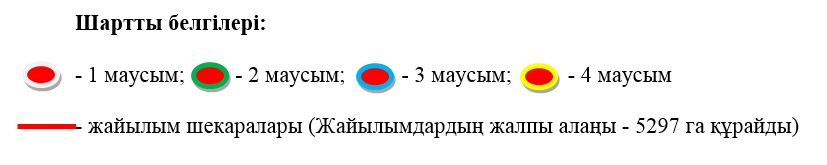 Шартты белгілері:
- 1 маусым; - 2 маусым; - 3 маусым; - 4 маусым
- жайылым шекаралары (Жайылымдардың жалпы алаңы - 5297 га құрайды)